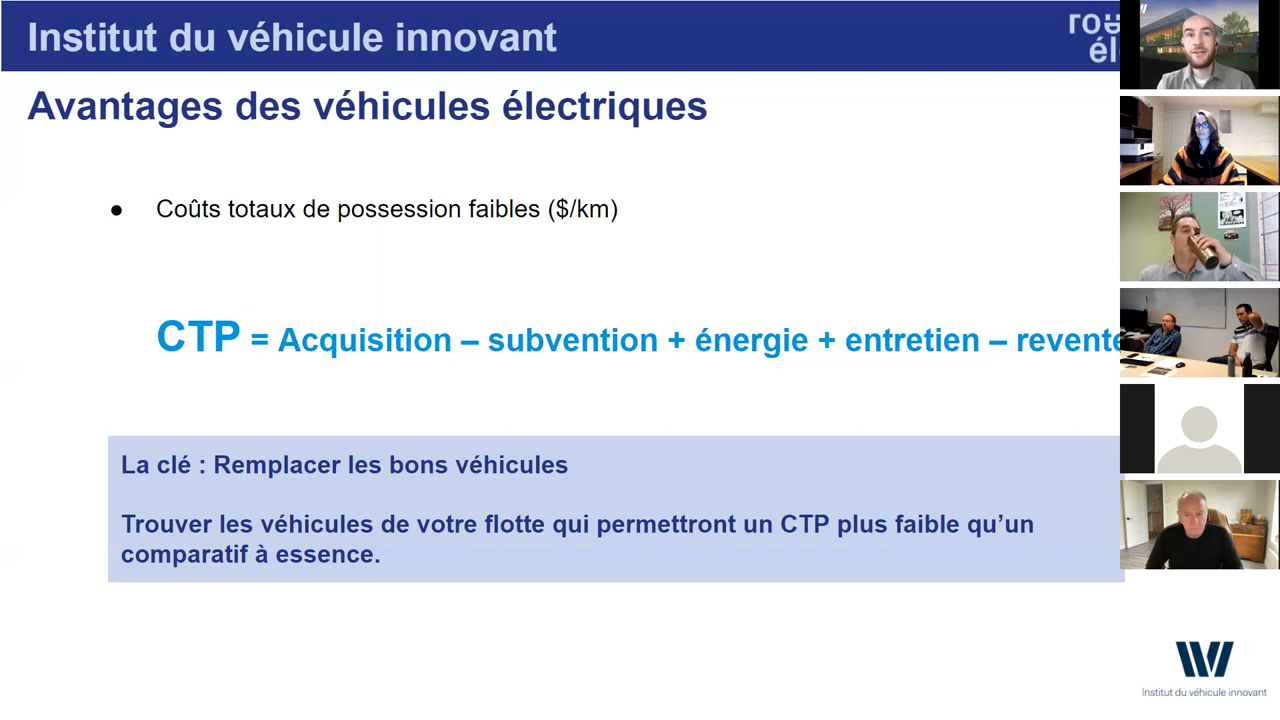 Institut du véhicule innovant
Avantages des véhicules électriques
● Coûts totaux de possession faibles ($/km)
CTP = Acquisition – subvention + énergie + entretien – revente
La clé : Remplacer les bons véhicules
Trouver les véhicules de votre flotte qui permettront un CTP plus faible qu’un
comparatif à essence.
Institut du véhicule innovant